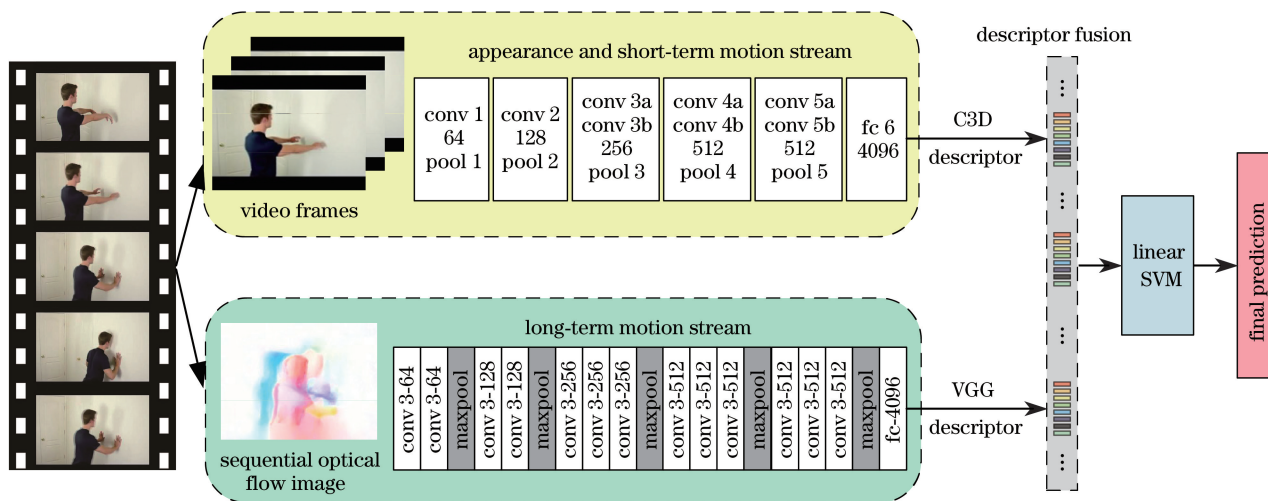 appearance and short-term motion stream
video frames
conv 1
64
pool 1
conv 2
128
pool 2
conv 3a
conv 3b
256
pool 3
conv 4a
conv 4b
512
pool 4
conv 5a
conv 5b
512
pool 5
fc 6
4096
C3D
descriptor
descriptor fusion
linear
SVM
final prediction
long-term motion stream
sequential optical
flow image
conv 3-64
conv 3-64
maxpool
conv 3-128
conv 3-128
maxpool
conv 3-256
conv 3-256
conv 3-256
maxpool
conv 3-512
conv 3-512
conv 3-512
maxpool
conv 3-512
conv 3-512
conv 3-512
maxpool
fc-4096
VGG
descriptor